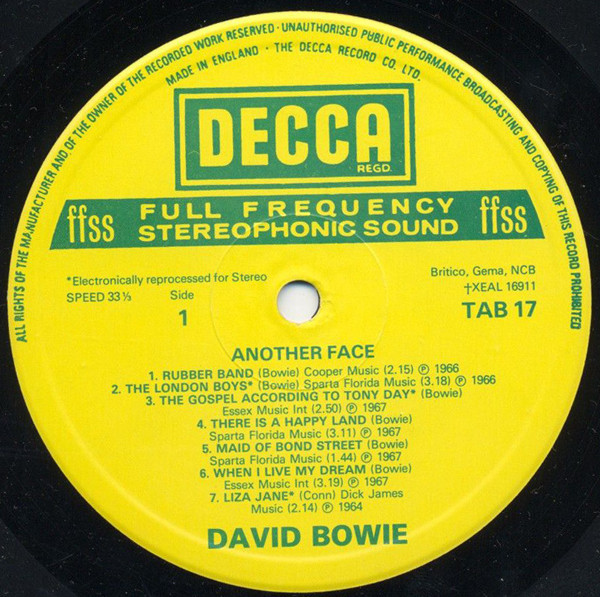 ALL RIGHTS OF THE MANUFACTURER AND OF THE OWNER OF THE RECORDED WORK RESERVED · UNAUTHORISED PUBLIC PERFORMANCE BROADCASTING AND COPYING OF THIS RECORD PROHIBITED
MADE IN ENGLAND · THE DECCA RECORD CO. LTD.
DECCA
REGD.
ffss FULL FREQUENCY STEREOPHONIC SOUND ffss
*Electronically reprocessed for Stereo
SPEED 33⅓ Side
1
Britico, Gema, NCB
†XEAL 16911
TAB 17
ANOTHER FACE
1. RUBBER BAND (Bowie) Cooper Music (2.15) ℗ 1966
2. THE LONDON BOYS* (Bowie) Sparta Florida Music (3.18) ℗ 1966
3. THE GOSPEL ACCORDING TO TONY DAY* (Bowie)
Essex Music Int (2.50) ℗ 1967
4. THERE IS A HAPPY LAND (Bowie)
Sparta Florida Music (3.11) ℗ 1967
5. MAID OF BOND STREET (Bowie)
Sparta Florida Music (1.44) ℗ 1967
6. WHEN I LIVE MY DREAM (Bowie)
Essex Music Int (3.19) ℗ 1967
7. LIZA JANE* (Conn) Dick James
Music (2.14) ℗ 1964
DAVID BOWIE